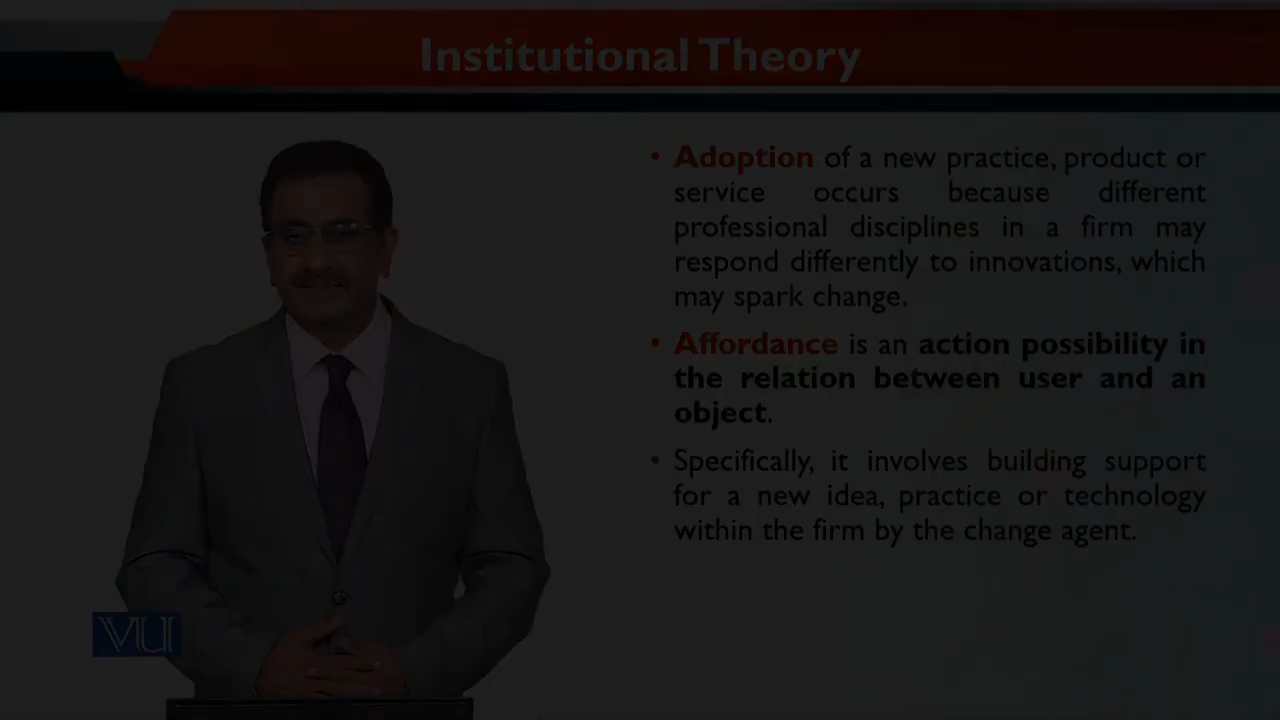 Institutional Theory
• Adoption of a new practice, product or
service occurs because different
professional disciplines in a firm may
respond differently to innovations, which
may spark change.
• Affordance is an action possibility in
the relation between user and an
object.
• Specifically, it involves building support
for a new idea, practice or technology
within the firm by the change agent.
VU